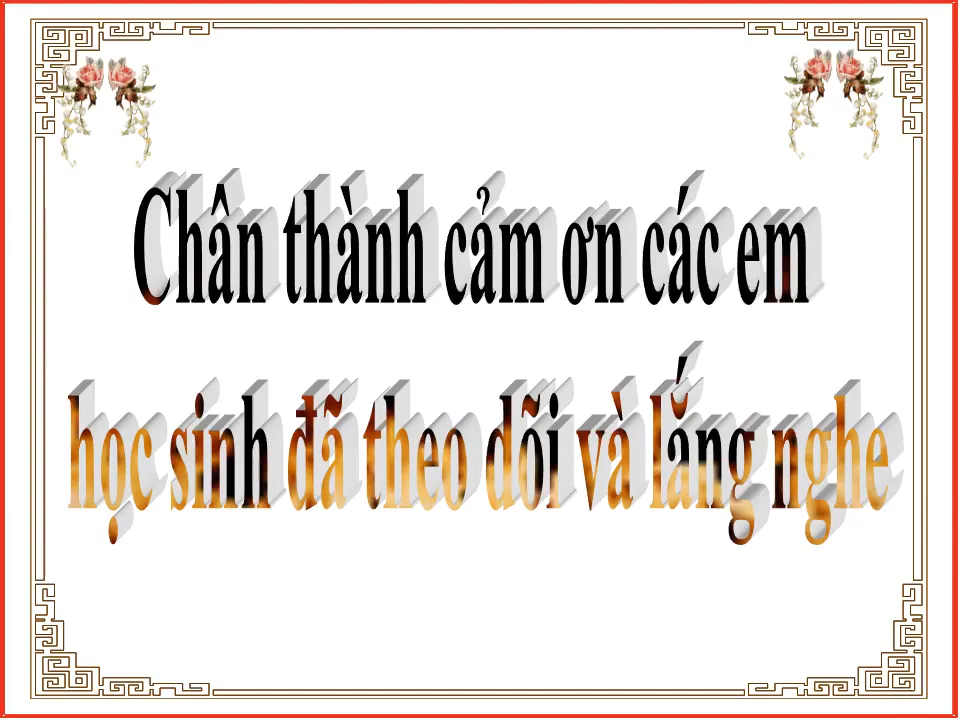 Chân thành cảm ơn các em
học sinh đã theo dõi và lắng nghe